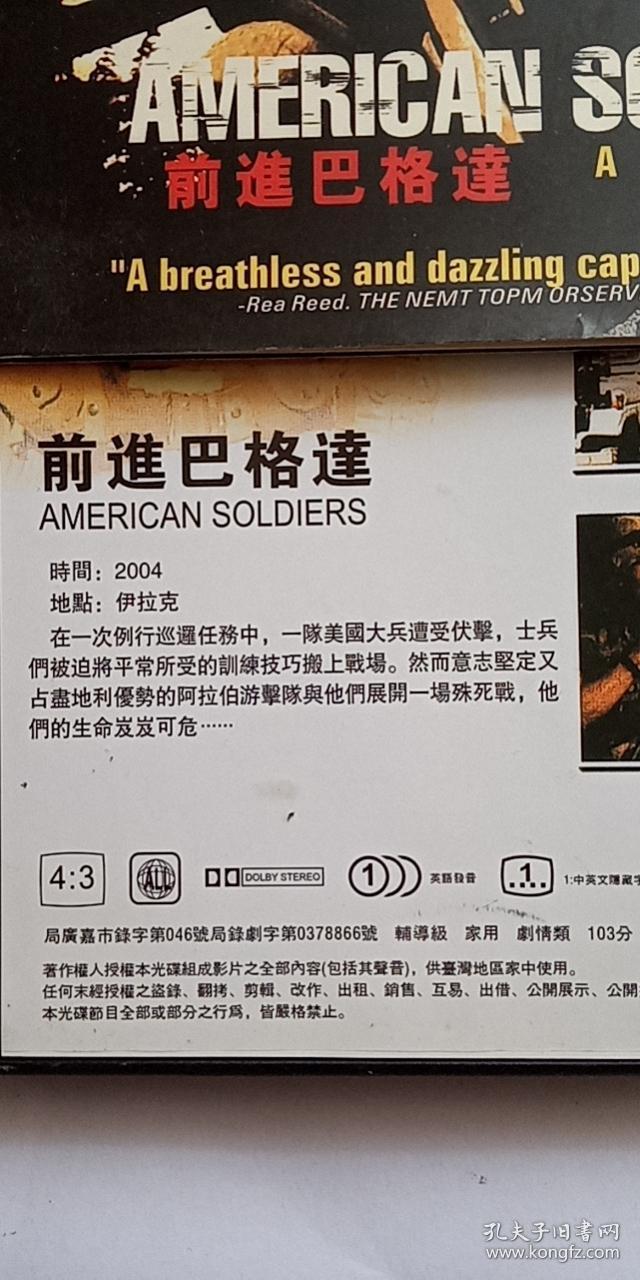 AMERICAN SO
前進巴格達
A
"A breathless and dazzling cap
-Rea Reed. THE NEMT TOPM ORSERV
前進巴格達
AMERICAN SOLDIERS
時間：2004
地點：伊拉克
在一次例行巡邏任務中，一隊美國大兵遭受伏擊，士兵
們被迫將平常所受的訓練技巧搬上戰場。然而意志堅定又
占盡地利優勢的阿拉伯游擊隊與他們展開一場殊死戰，他
們的生命岌岌可危……
4:3
ALL
DOLBY STEREO
1
英語發音
1
1:中英文隱藏字
局廣嘉市錄字第046號局錄劇字第0378866號 輔導級 家用 劇情類 103分
著作權人授權本光碟組成影片之全部內容(包括其聲音)，供臺灣地區家中使用。
任何末經授權之盜錄、翻拷、剪輯、改作、出租、銷售、互易、出借、公開展示、公開
本光碟節目全部或部分之行爲，皆嚴格禁止。
孔夫子旧書网
www.kongfz.com